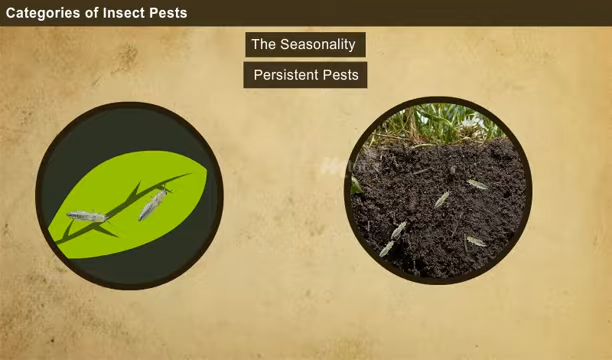 Categories of Insect Pests
The Seasonality
Persistent Pests